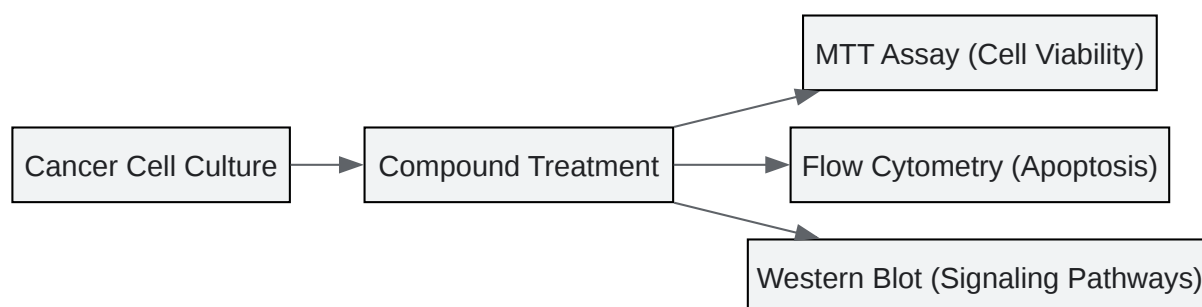 MTT Assay (Cell Viability)
Cancer Cell Culture
Compound Treatment
Flow Cytometry (Apoptosis)
Western Blot (Signaling Pathways)